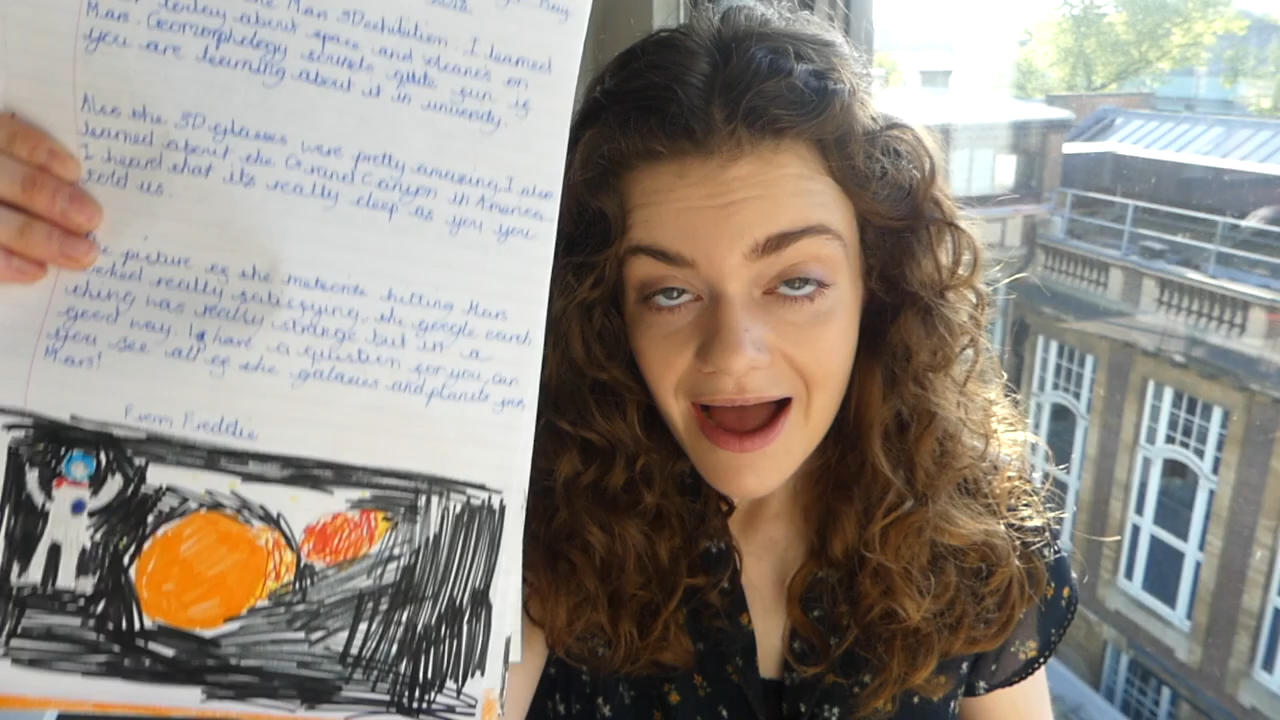 the Mars 3D exhibition. I learned
today about space and volcanos on
Mars. Geomorphology sounds quite fun if
you are learning about it in university.
Also the 3D glasses were pretty amazing, I also
learned about the Grand Canyon in America
I heard that its really deep as you you
told us.
picture of the meteorite hitting Mars
looked really satisfying, the google earth
thing was really strange but in a
good way. I have a question for you, can
you see all of the galaxies and planets from
Mars!
From Freddie